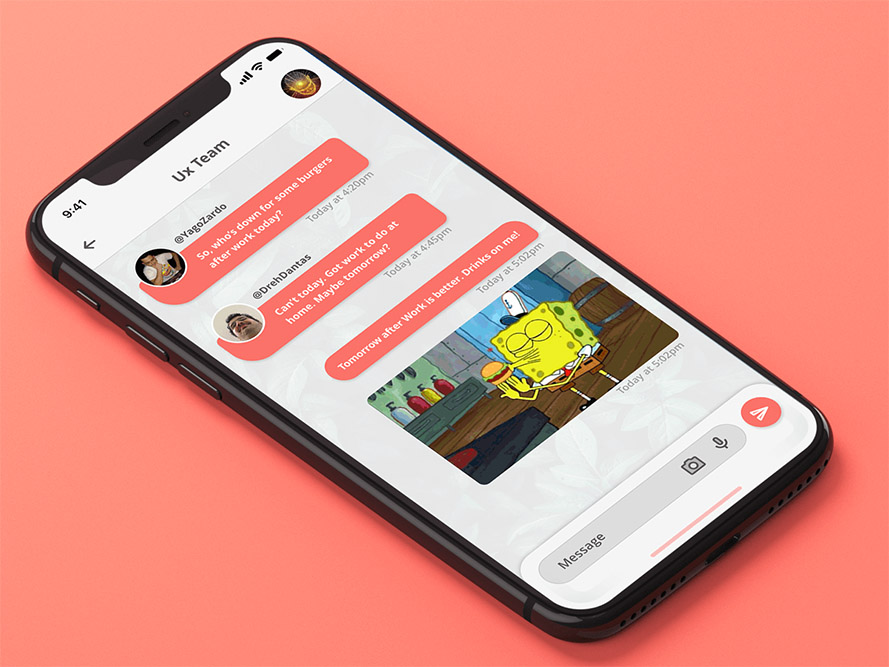 9:41
Ux Team
@YagoZardo
So, who's down for some burgers
after work today?
Today at 4:20pm
@DrehDantas
Can't today. Got work to do at
home. Maybe tomorrow?
Today at 4:45pm
Tomorrow after Work is better. Drinks on me!
Today at 5:02pm
Today at 5:02pm
Message